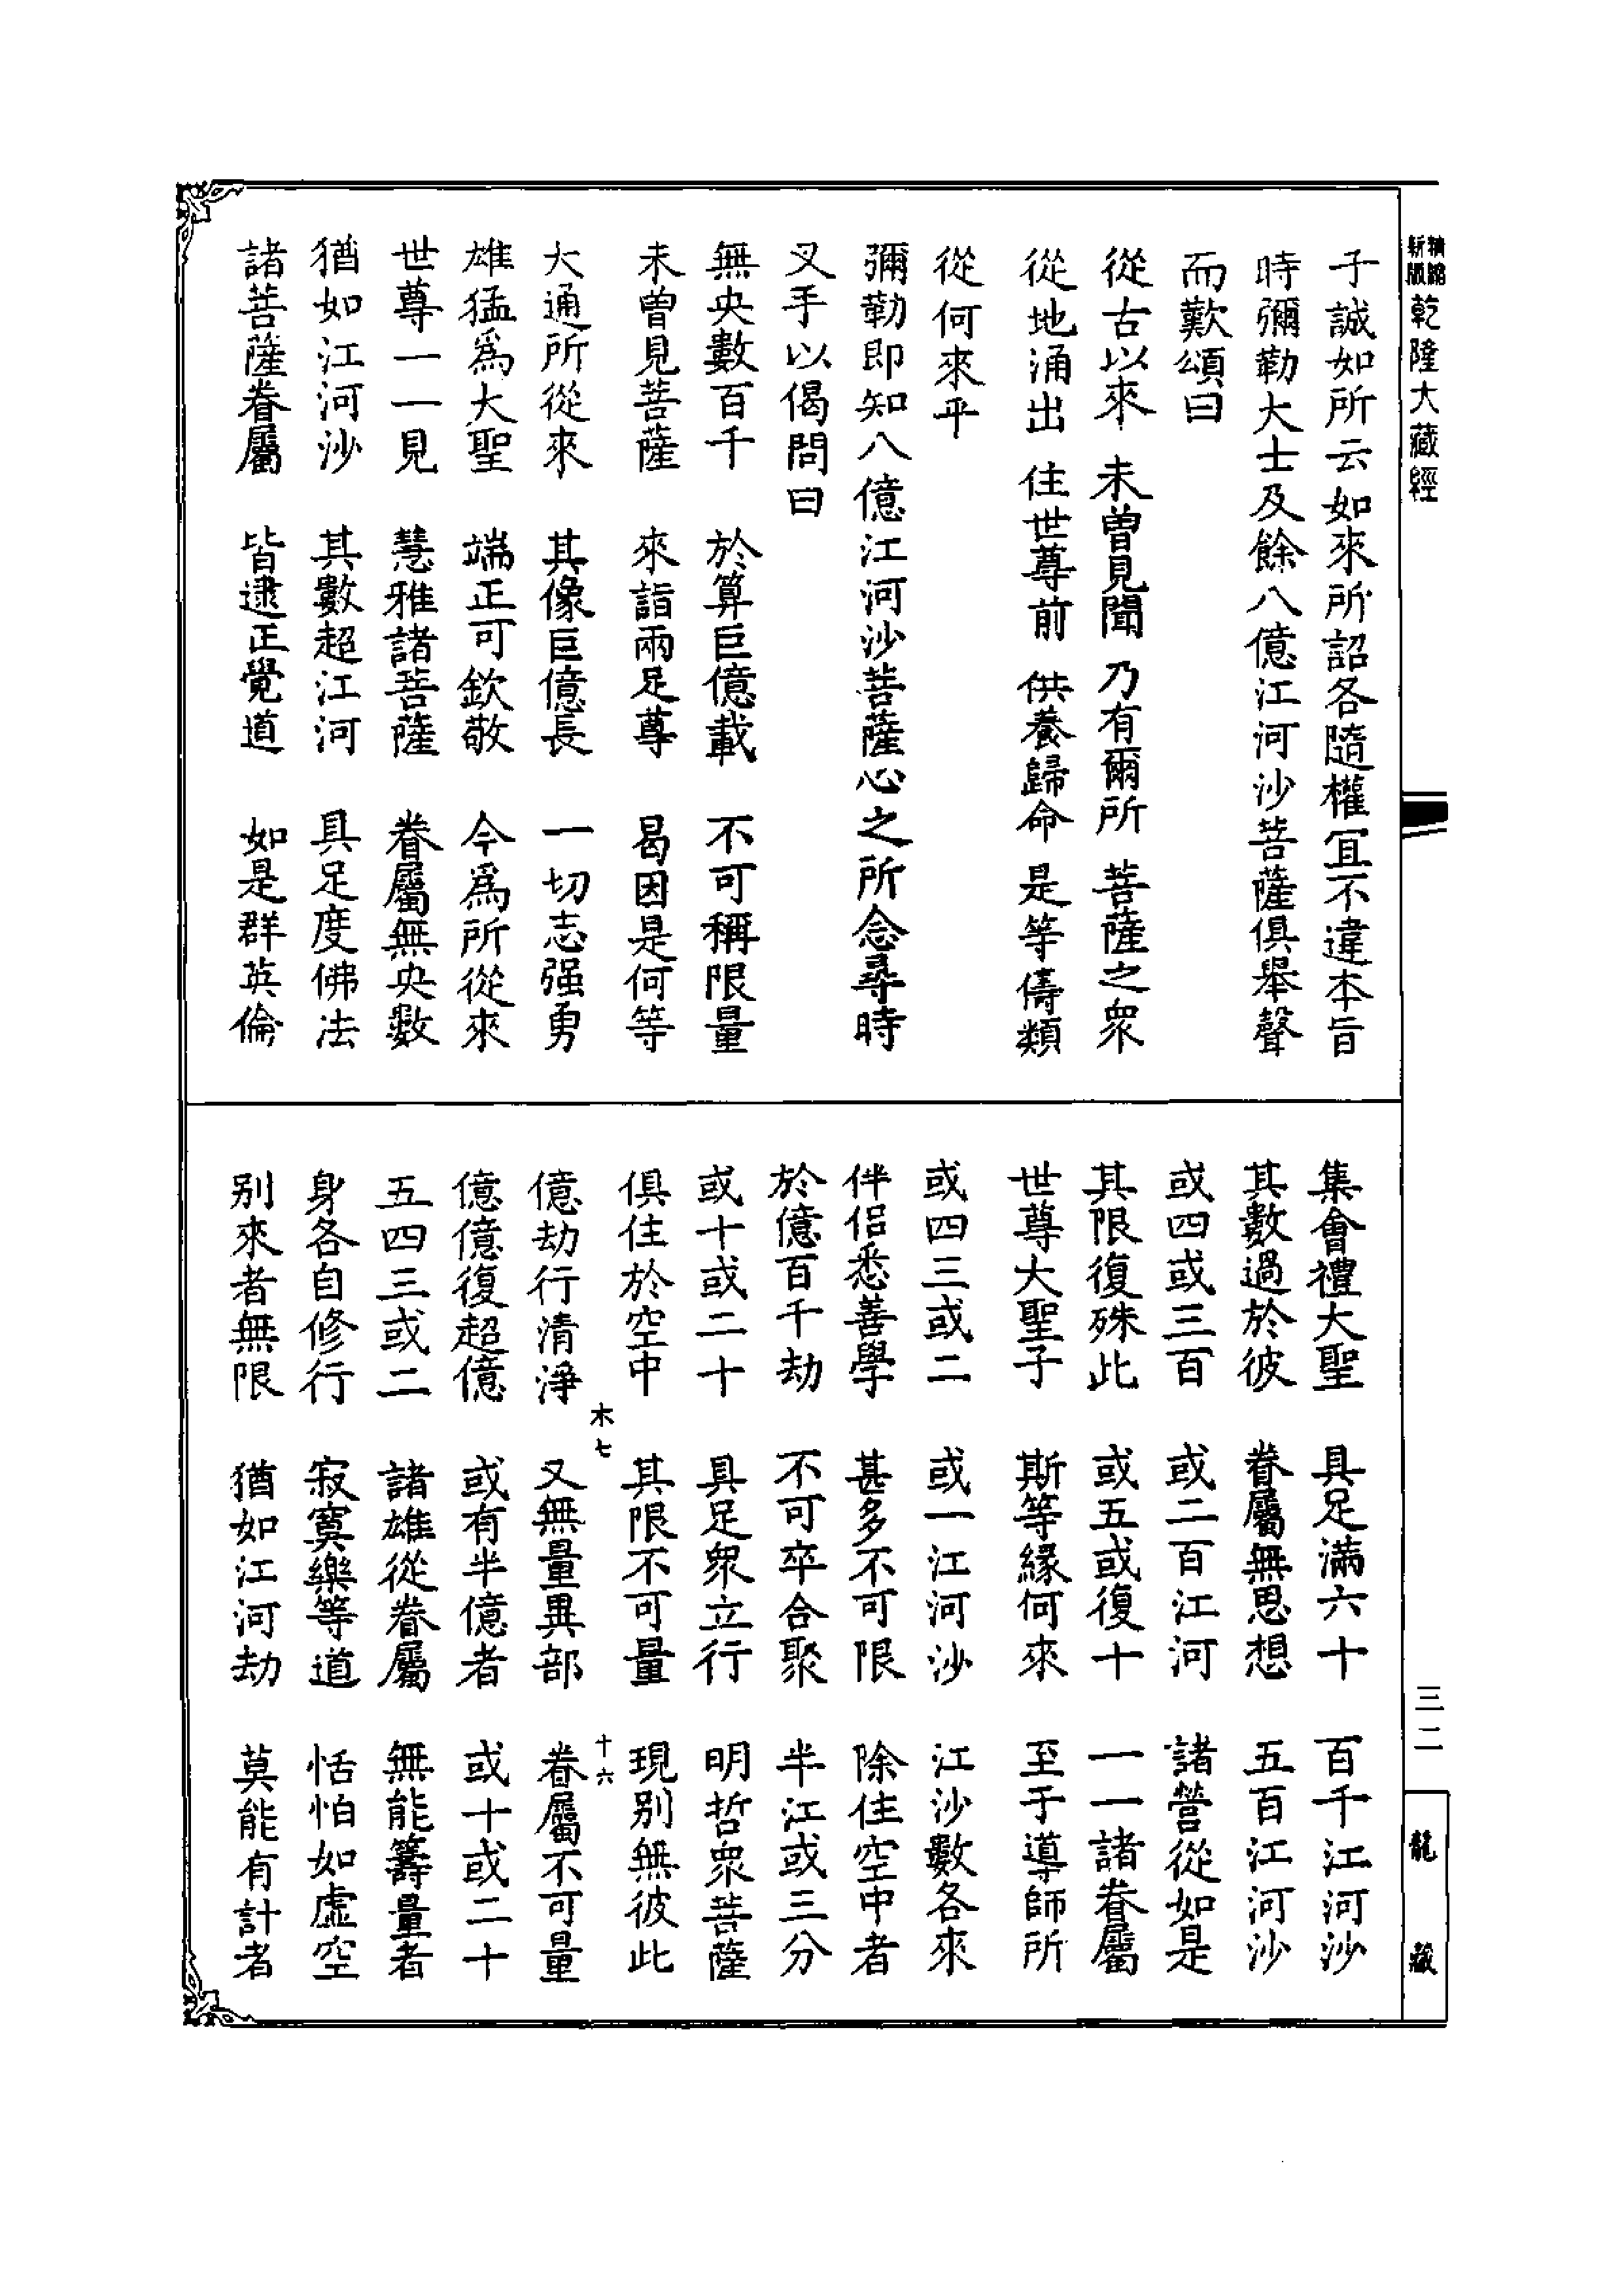 精編
新版
乾隆大藏經
子誠如所云如來所詔各隨權宜不違本旨
時彌勒大士及餘八億江河沙菩薩俱舉聲
而歎頌曰
從古以來 未曾見聞 乃有爾所 菩薩之眾
從地涌出 住世尊前 供養歸命 是等儔類
從何來乎
彌勒即知八億江河沙菩薩心之所念尋時
叉手以偈問曰
無央數百千 於算巨億載 不可稱限量
未曾見菩薩 來詣兩足尊 曷因是何等
大通所從來 其像巨億長 一切志强勇
雄猛爲大聖 端正可欽敬 今爲所從來
世尊一一見 慧雅諸菩薩 眷屬無央數
猶如江河沙 其數超江河 具足度佛法
諸菩薩眷屬 皆逮正覺道 如是群英倫
集會禮大聖 具足滿六十 百千江河沙
其數過於彼 眷屬無思想 五百江河沙
或四或三百 或二百江河 諸營從如是
其限復殊此 或五或復十 一一諸眷屬
世尊大聖子 斯等緣何來 至于導師所
或四三或二 或一江河沙 江沙數各來
伴侶悉善學 甚多不可限 除住空中者
於億百千劫 不可卒合聚 半江或三分
或十或二十 具足眾立行 明哲眾菩薩
俱住於空中 其限不可量 現別無彼此
木七 十六
億劫行清淨 又無量異部 眷屬不可量
億億復超億 或有半億者 或十或二十
五四三或二 諸雄從眷屬 無能籌量者
身各自修行 寂寞樂等道 恬怕如虛空
別來者無限 猶如江河劫 莫能有計者
三二
龍藏